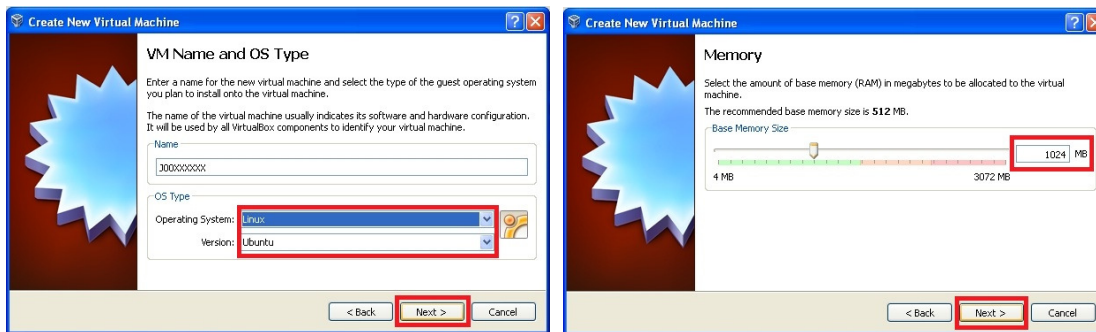 Create New Virtual Machine
VM Name and OS Type
Enter a name for the new virtual machine and select the type of the guest operating system
you plan to install onto the virtual machine.
The name of the virtual machine usually indicates its software and hardware configuration.
It will be used by all VirtualBox components to identify your virtual machine.
Name
J00XXXXXX
OS Type
Operating System: Linux
Version: Ubuntu
< Back Next > Cancel
Create New Virtual Machine
Memory
Select the amount of base memory (RAM) in megabytes to be allocated to the virtual
machine.
The recommended base memory size is 512 MB.
Base Memory Size
1024 MB
4 MB 3072 MB
< Back Next > Cancel